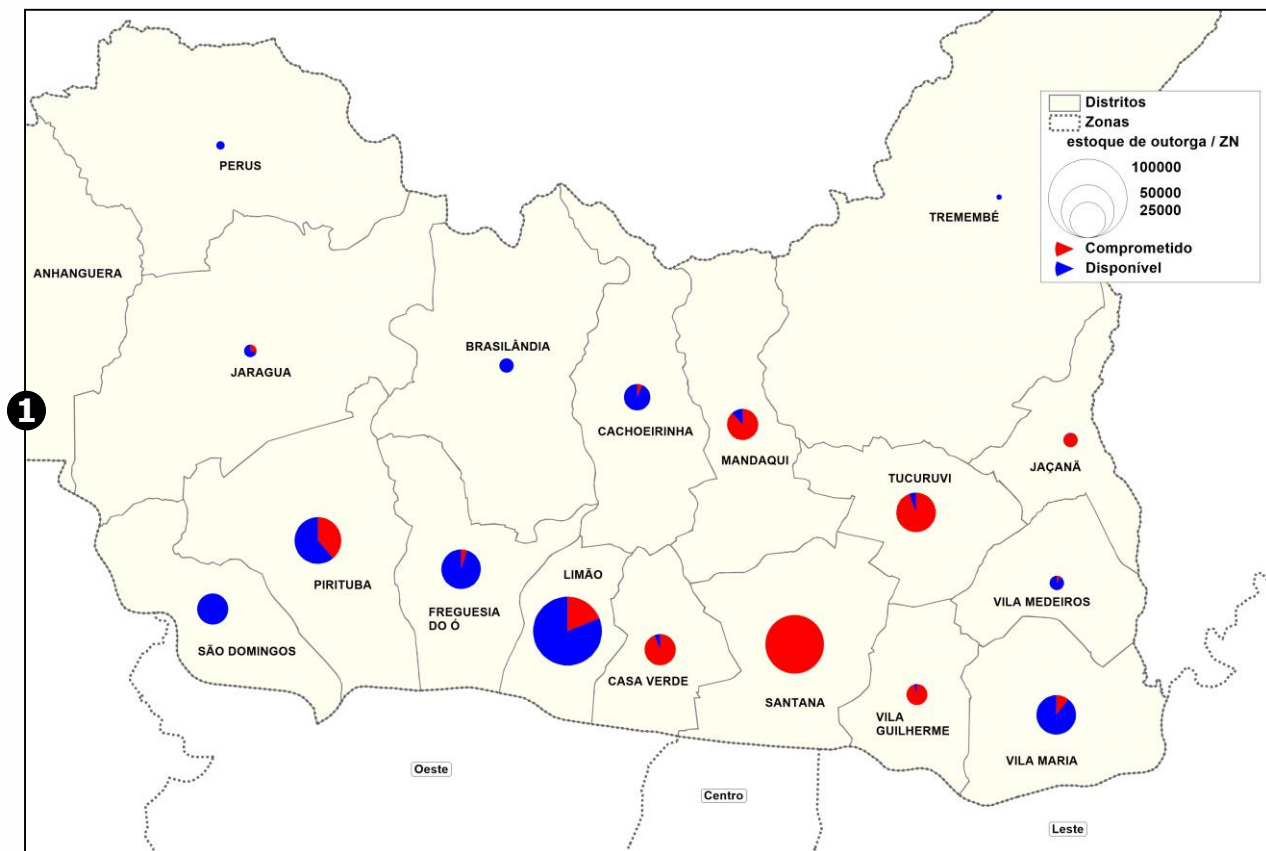 Distritos
Zonas
estoque de outorga / ZN
100000
50000
25000
Comprometido
Disponível
PERUS
TREMEMBÉ
ANHANGUERA
BRASILÂNDIA
JARAGUA
1
CACHOEIRINHA
MANDAQUI
JAÇANÃ
TUCURUVI
LIMÃO
PIRITUBA
FREGUESIA
DO Ó
VILA MEDEIROS
SÃO DOMINGOS
CASA VERDE
SANTANA
VILA
GUILHERME
VILA MARIA
Oeste
Centro
Leste